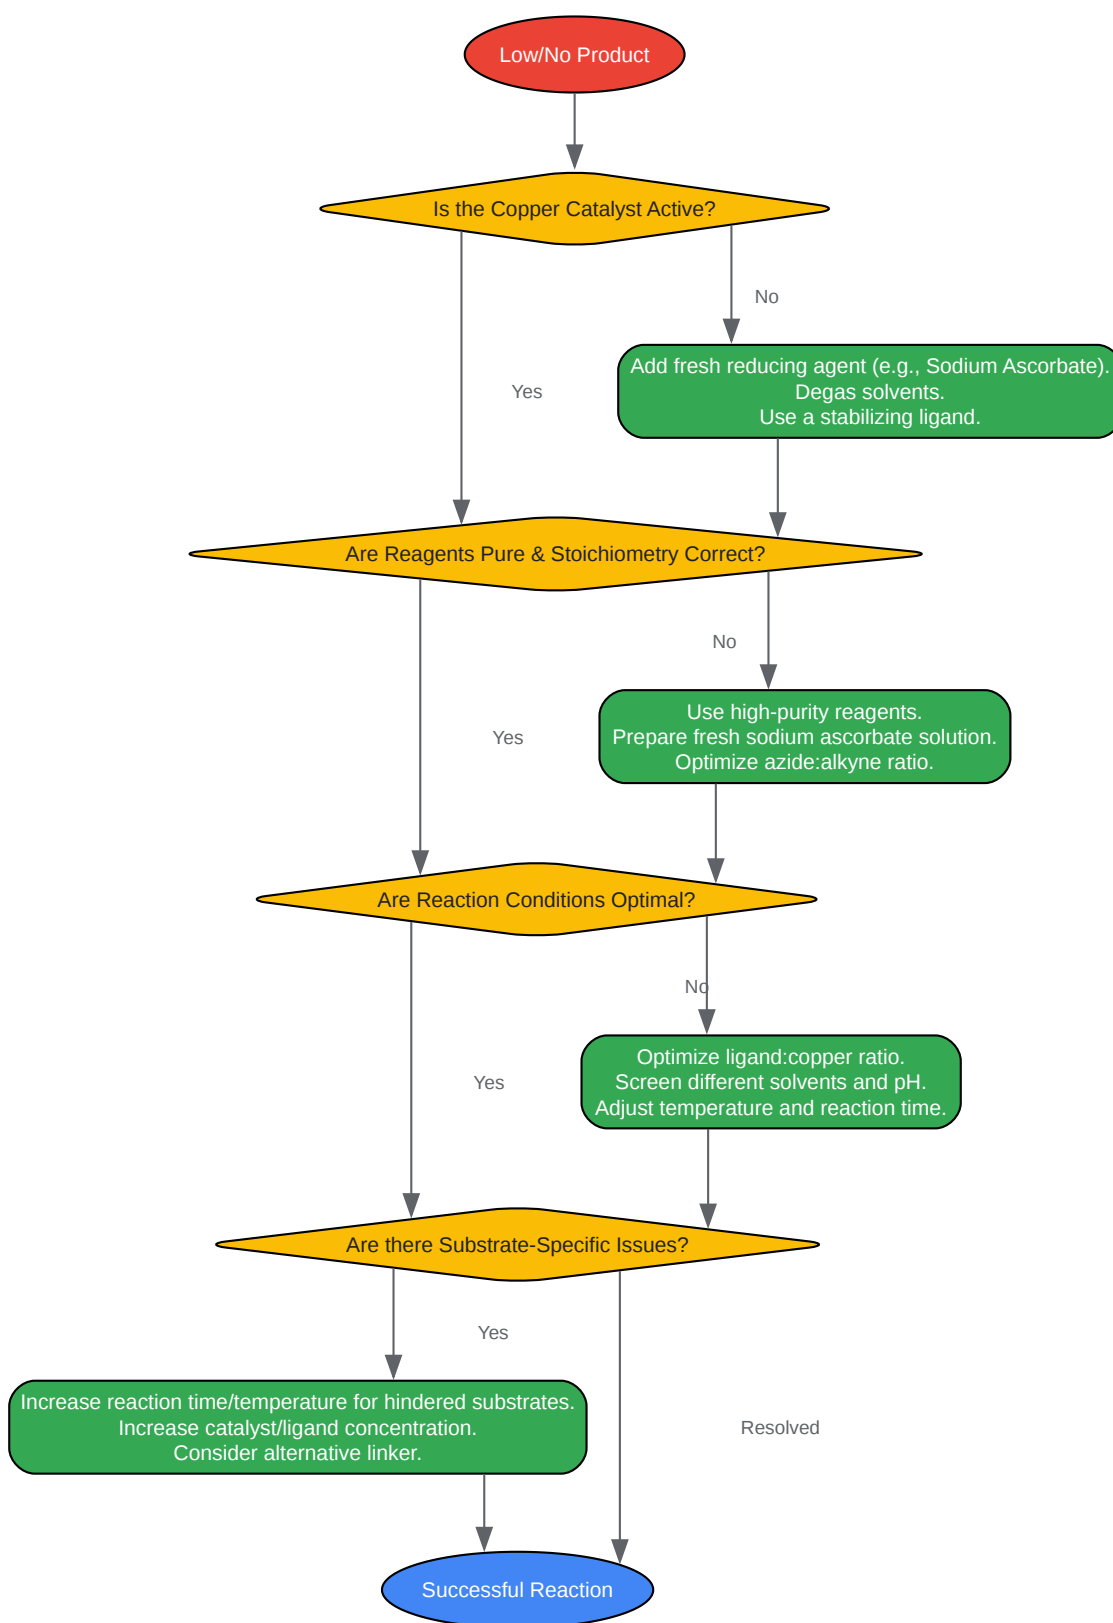 Low/No Product
Is the Copper Catalyst Active?
No
Add fresh reducing agent (e.g., Sodium Ascorbate).
Degas solvents.
Use a stabilizing ligand.
Yes
Are Reagents Pure & Stoichiometry Correct?
No
Use high-purity reagents.
Prepare fresh sodium ascorbate solution.
Optimize azide:alkyne ratio.
Yes
Are Reaction Conditions Optimal?
No
Optimize ligand:copper ratio.
Screen different solvents and pH.
Adjust temperature and reaction time.
Yes
Are there Substrate-Specific Issues?
Yes
Increase reaction time/temperature for hindered substrates.
Increase catalyst/ligand concentration.
Consider alternative linker.
Resolved
Successful Reaction